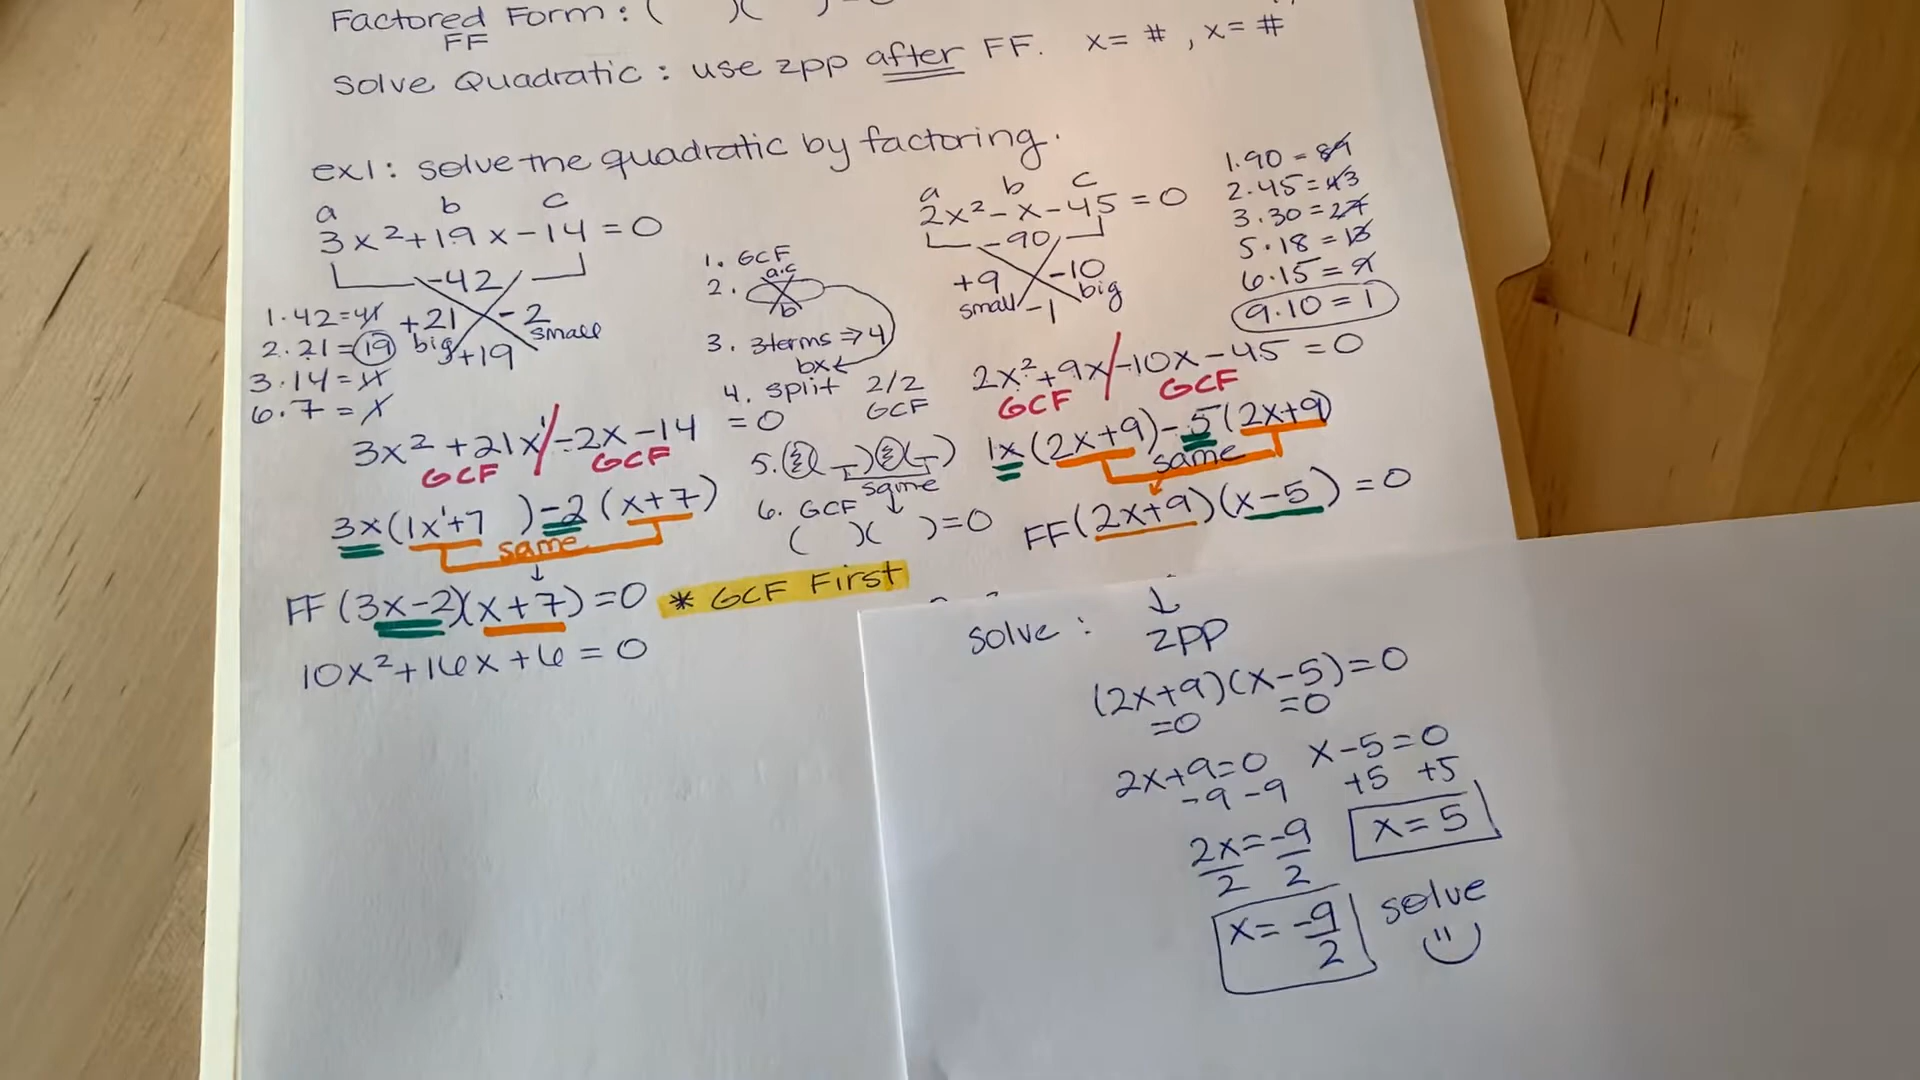 Factored Form : ( )( )
FF
Solve Quadratic : use zpp after FF. x= # , x= #
ex1: solve the quadratic by factoring.
a b c
3x²+19x-14=0
-42
+21 -2
big small
+19
1·42=41
2·21=19
3·14=11
6·7=1
3x²+21x/-2x-14 =0
GCF GCF
3x(1x+7 )-2(x+7)
same
↓
FF (3x-2)(x+7)=0
* GCF First
10x²+16x+6=0
1. GCF
2. a·c
b
3. 3terms ⇒ 4
bx
4. split 2/2
GCF
5. ( )( )
same
6. GCF ↓
( )( )=0
a b c
2x²-x-45=0
-90
+9 -10
small big
-1
1·90=89
2·45=43
3·30=27
5·18=13
6·15=9
9·10=1
2x²+9x/-10x-45=0
GCF GCF
1x(2x+9)-5(2x+9)
same
FF(2x+9)(x-5)=0
solve : ↓
zpp
(2x+9)(x-5)=0
=0 =0
2x+9=0 x-5=0
-9 -9 +5 +5
2x=-9 x=5
2 2
x=-9 solve
2